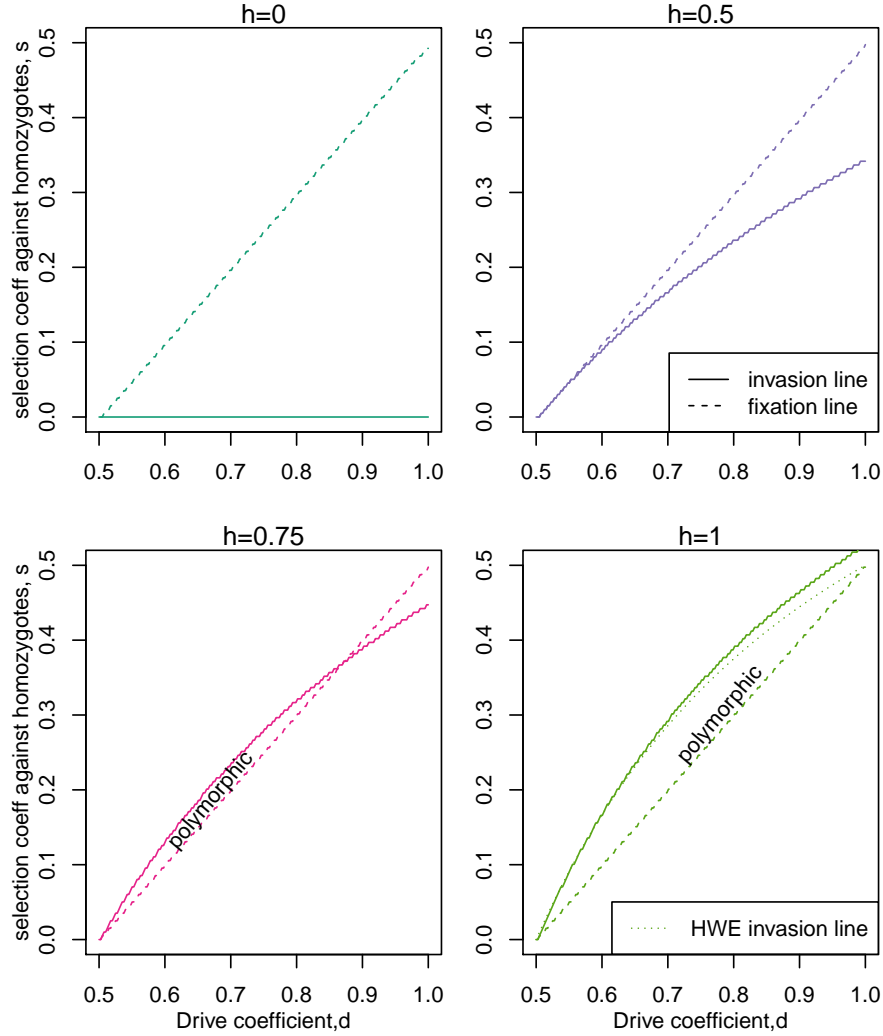 h=0
h=0.5
selection coeff against homozygotes, s
0.5
0.4
0.3
0.2
0.1
0.0
0.5 0.6 0.7 0.8 0.9 1.0
0.5
0.4
0.3
0.2
0.1
0.0
invasion line
fixation line
0.5 0.6 0.7 0.8 0.9 1.0
h=0.75
h=1
selection coeff against homozygotes, s
0.5
0.4
0.3
0.2
0.1
0.0
polymorphic
0.5 0.6 0.7 0.8 0.9 1.0
Drive coefficient,d
0.5
0.4
0.3
0.2
0.1
0.0
polymorphic
HWE invasion line
0.5 0.6 0.7 0.8 0.9 1.0
Drive coefficient,d